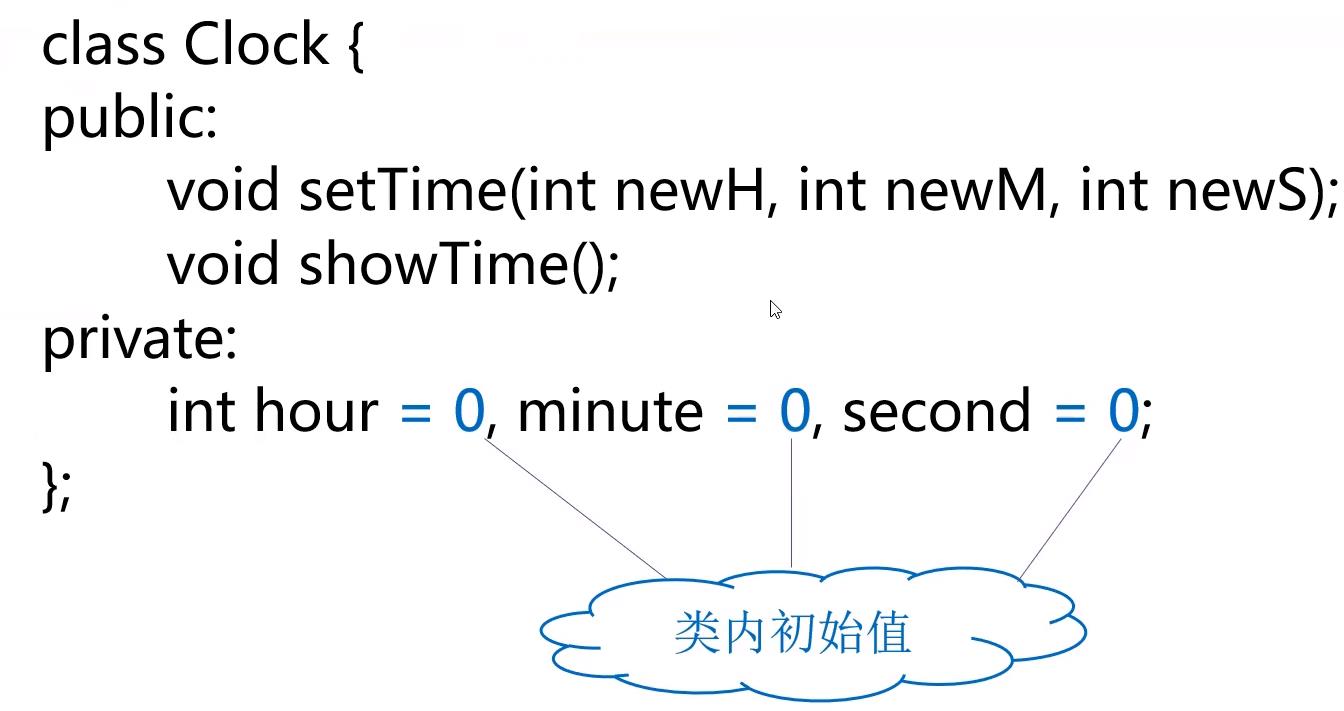 class Clock {
public:
void setTime(int newH, int newM, int newS);
void showTime();
private:
int hour = 0, minute = 0, second = 0;
};
类内初始值